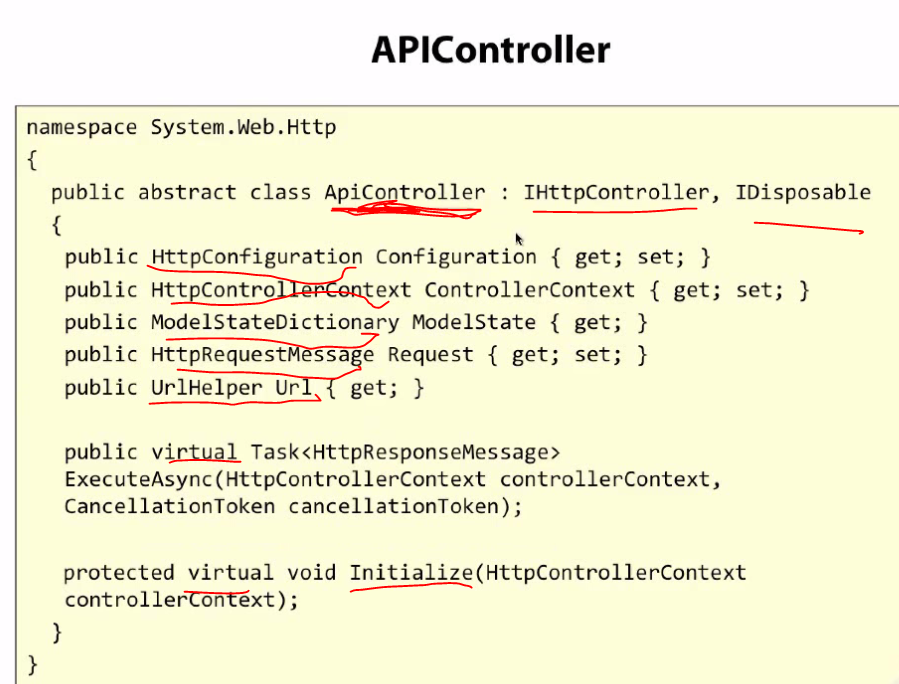 APIController
namespace System.Web.Http
{
public abstract class ApiController : IHttpController, IDisposable
{
public HttpConfiguration Configuration { get; set; }
public HttpControllerContext ControllerContext { get; set; }
public ModelStateDictionary ModelState { get; }
public HttpRequestMessage Request { get; set; }
public UrlHelper Url { get; }
public virtual Task<HttpResponseMessage>
ExecuteAsync(HttpControllerContext controllerContext,
CancellationToken cancellationToken);
protected virtual void Initialize(HttpControllerContext
controllerContext);
}
}